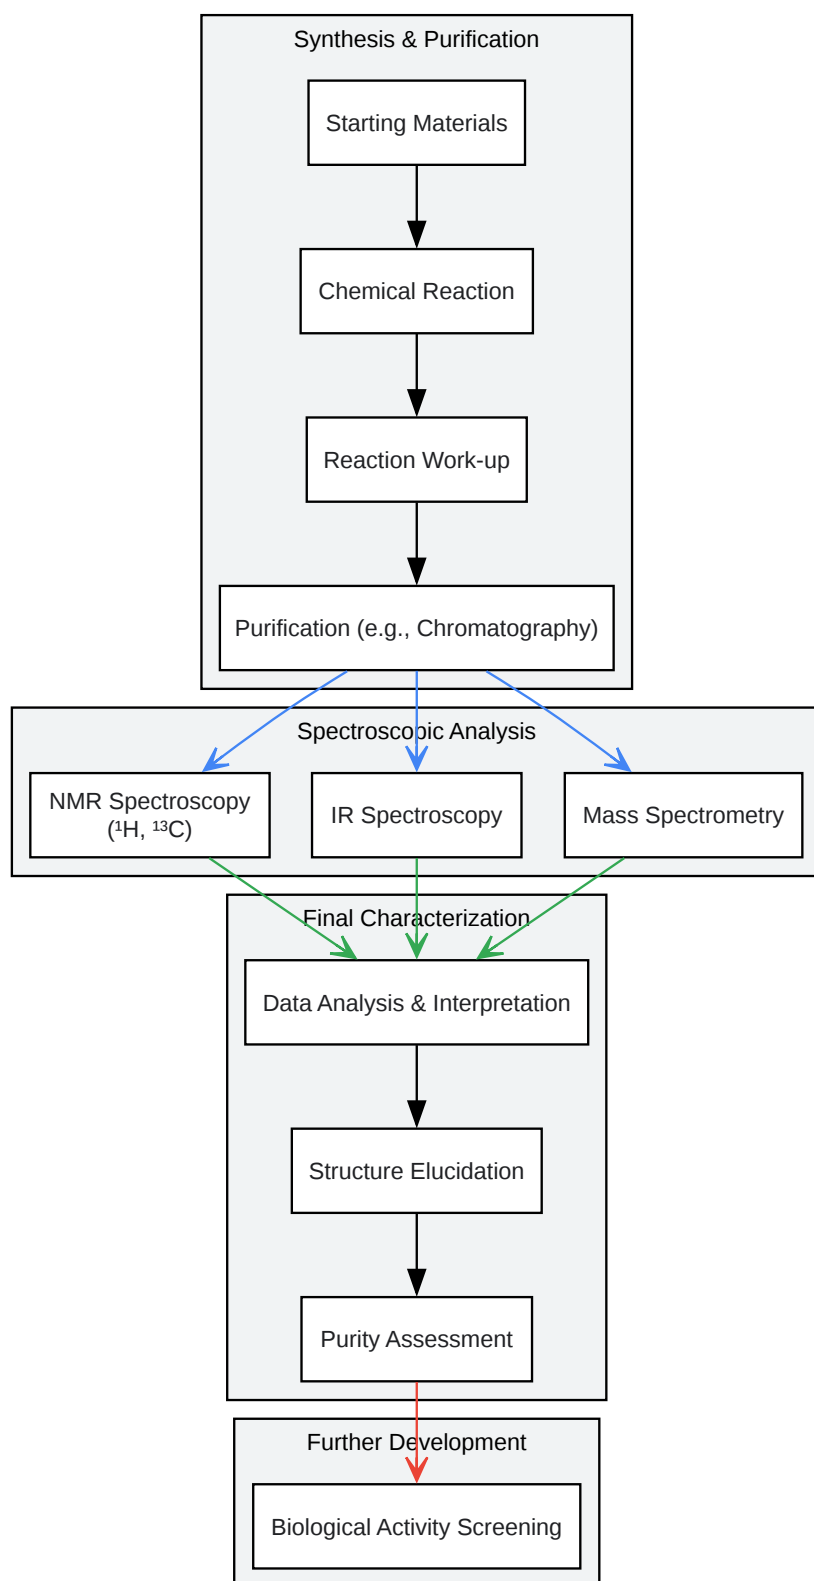 Synthesis & Purification
Starting Materials
Chemical Reaction
Reaction Work-up
Purification (e.g., Chromatography)
Spectroscopic Analysis
NMR Spectroscopy
(¹H, ¹³C)
IR Spectroscopy
Mass Spectrometry
Final Characterization
Data Analysis & Interpretation
Structure Elucidation
Purity Assessment
Further Development
Biological Activity Screening